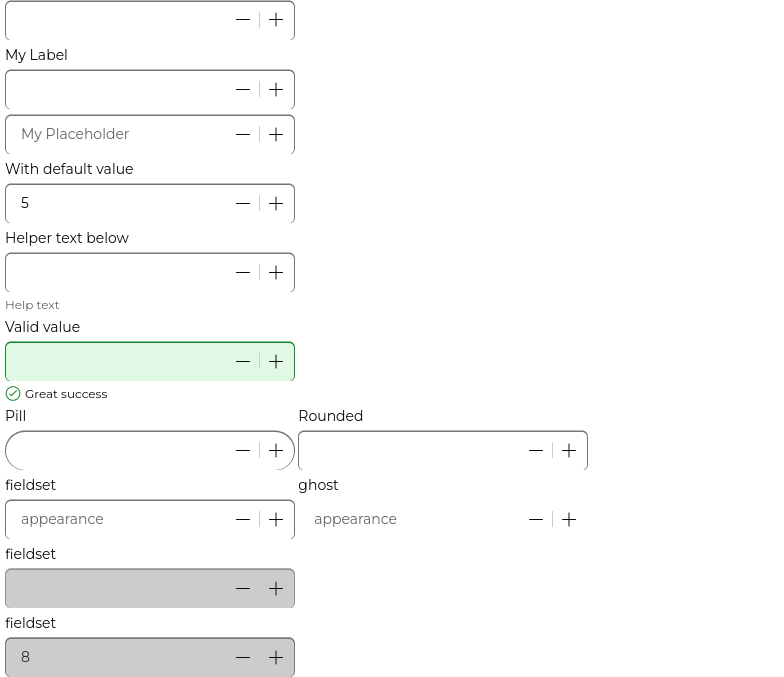 My Label
My Placeholder
With default value
5
Helper text below
Help text
Valid value
Great success
Pill
Rounded
fieldset
ghost
appearance
appearance
fieldset
fieldset
8